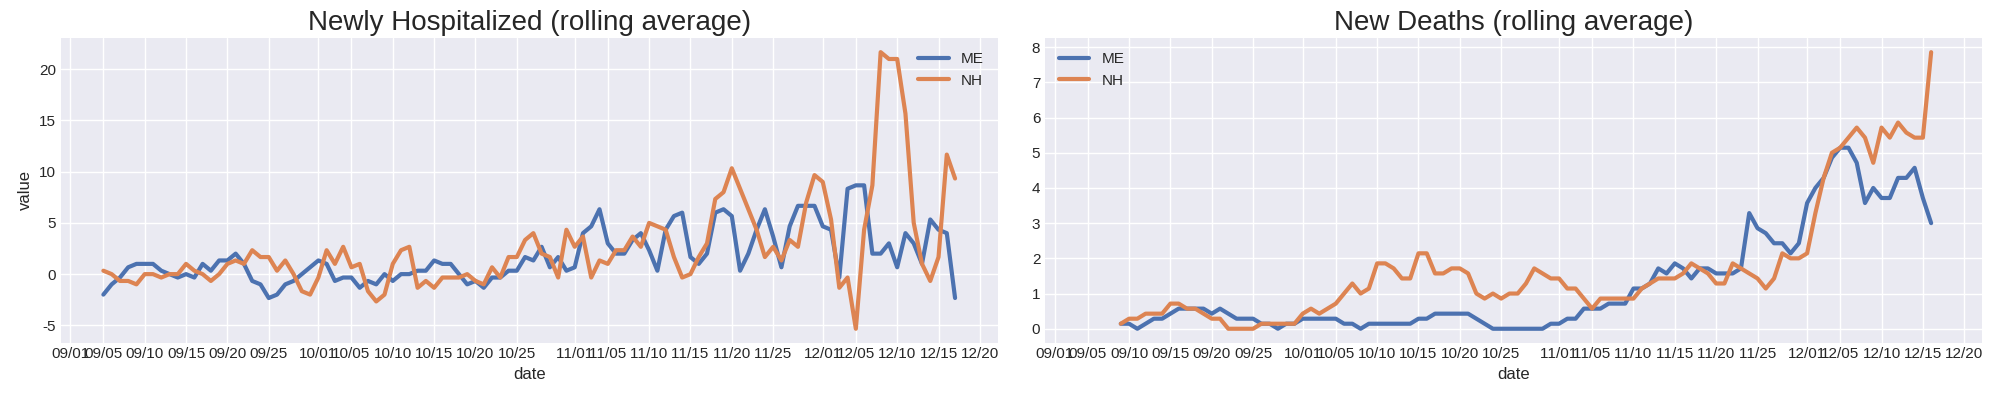 Newly Hospitalized (rolling average)
ME
NH
20
15
10
5
0
-5
value
09/01 09/05 09/10 09/15 09/20 09/25 10/01 10/05 10/10 10/15 10/20 10/25 11/01 11/05 11/10 11/15 11/20 11/25 12/01 12/05 12/10 12/15 12/20
date
New Deaths (rolling average)
ME
NH
8
7
6
5
4
3
2
1
0
09/01 09/05 09/10 09/15 09/20 09/25 10/01 10/05 10/10 10/15 10/20 10/25 11/01 11/05 11/10 11/15 11/20 11/25 12/01 12/05 12/10 12/15 12/20
date